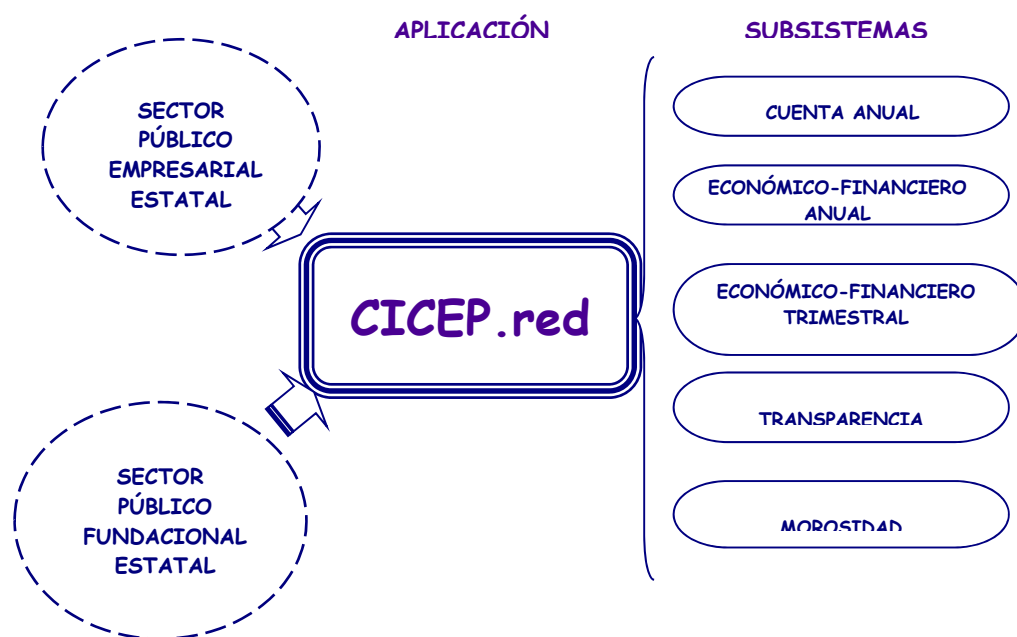 APLICACIÓN
SUBSISTEMAS
SECTOR
PÚBLICO
EMPRESARIAL
ESTATAL
CICEP.red
SECTOR
PÚBLICO
FUNDACIONAL
ESTATAL
CUENTA ANUAL
ECONÓMICO-FINANCIERO
ANUAL
ECONÓMICO-FINANCIERO
TRIMESTRAL
TRANSPARENCIA
MOROSIDAD